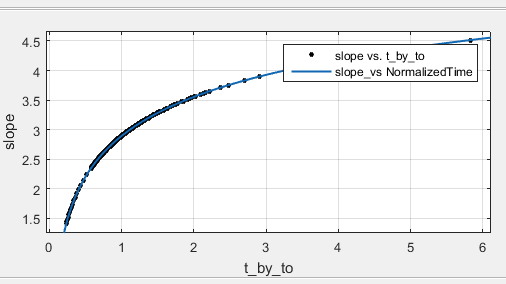 4.5
slope vs. t_by_to
4
slope_vs NormalizedTime
3.5
3
slope
2.5
2
1.5
0 1 2 3 4 5 6
t_by_to